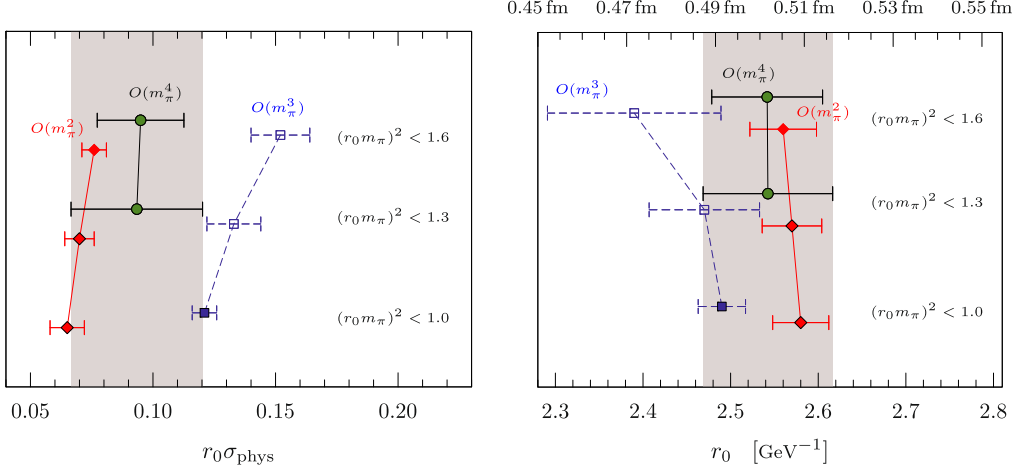 0.45 fm 0.47 fm 0.49 fm 0.51 fm 0.53 fm 0.55 fm
O(m_π^4)
O(m_π^2)
O(m_π^3)
(r_0 m_π)^2 < 1.6
(r_0 m_π)^2 < 1.3
(r_0 m_π)^2 < 1.0
0.05 0.10 0.15 0.20
r_0 σ_phys
O(m_π^4)
O(m_π^3)
O(m_π^2)
(r_0 m_π)^2 < 1.6
(r_0 m_π)^2 < 1.3
(r_0 m_π)^2 < 1.0
2.3 2.4 2.5 2.6 2.7 2.8
r_0 [GeV^−1]